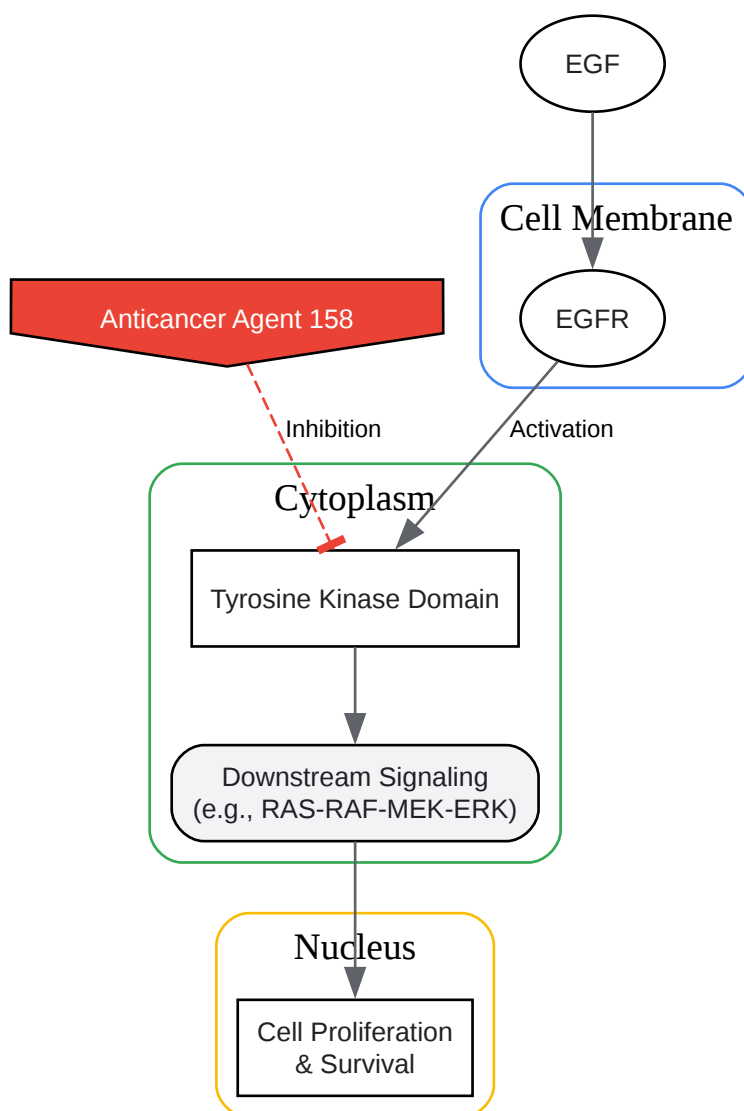 EGF
Cell Membrane
EGFR
Anticancer Agent 158
Inhibition
Activation
Cytoplasm
Tyrosine Kinase Domain
Downstream Signaling
(e.g., RAS-RAF-MEK-ERK)
Nucleus
Cell Proliferation
& Survival